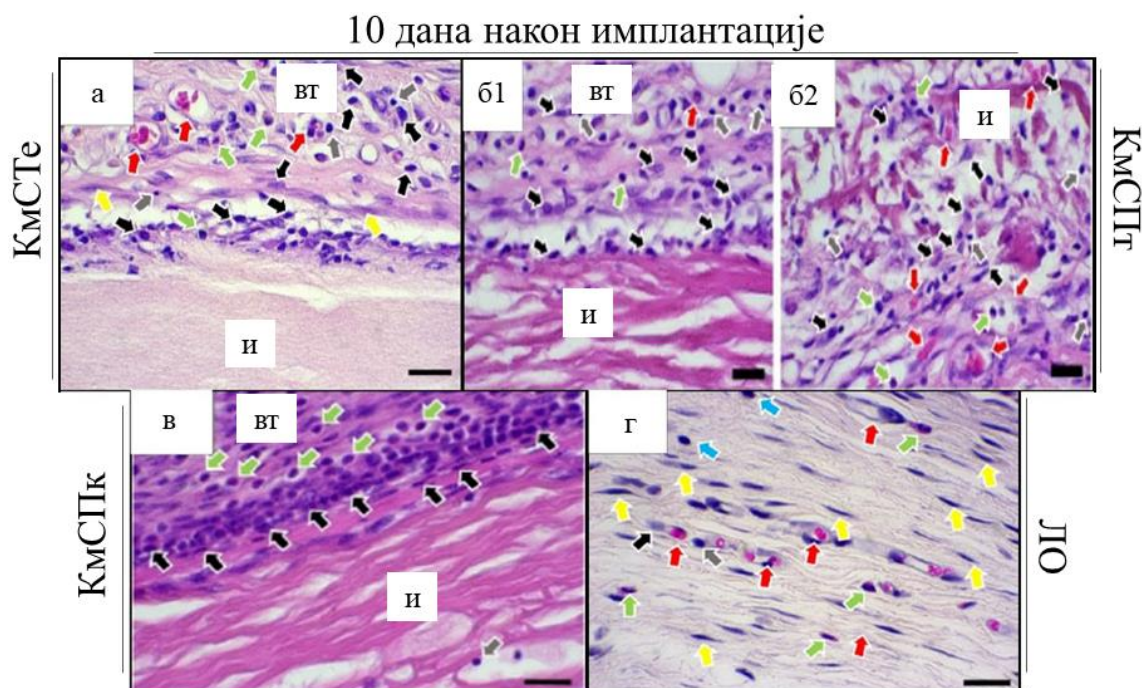 10 дана након имплантације
КмСТе
а
вт
и
б1
вт
и
б2
и
КмСПт
КмСПк
в
вт
и
г
ЛО